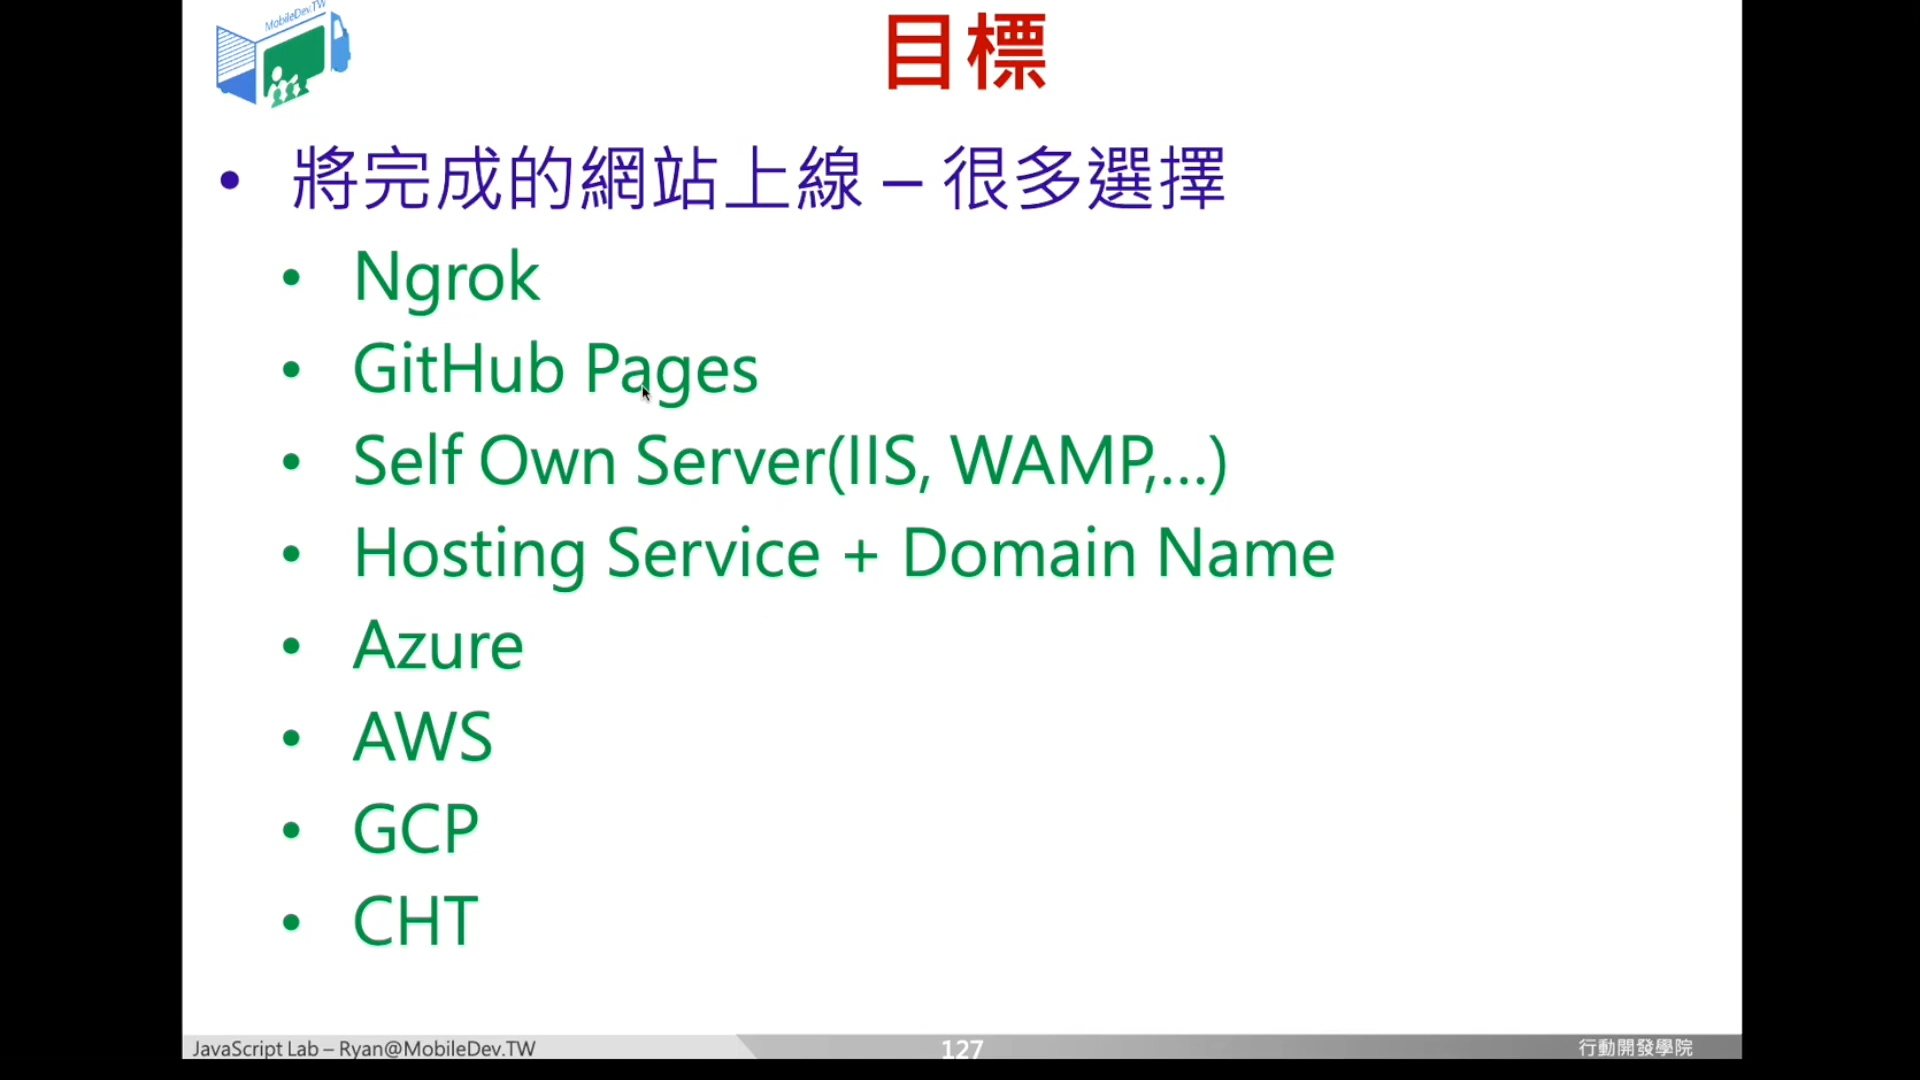 MobileDev.TW
目標
• 將完成的網站上線 – 很多選擇
• Ngrok
• GitHub Pages
• Self Own Server(IIS, WAMP,...)
• Hosting Service + Domain Name
• Azure
• AWS
• GCP
• CHT
JavaScript Lab – Ryan@MobileDev.TW
127
行動開發學院